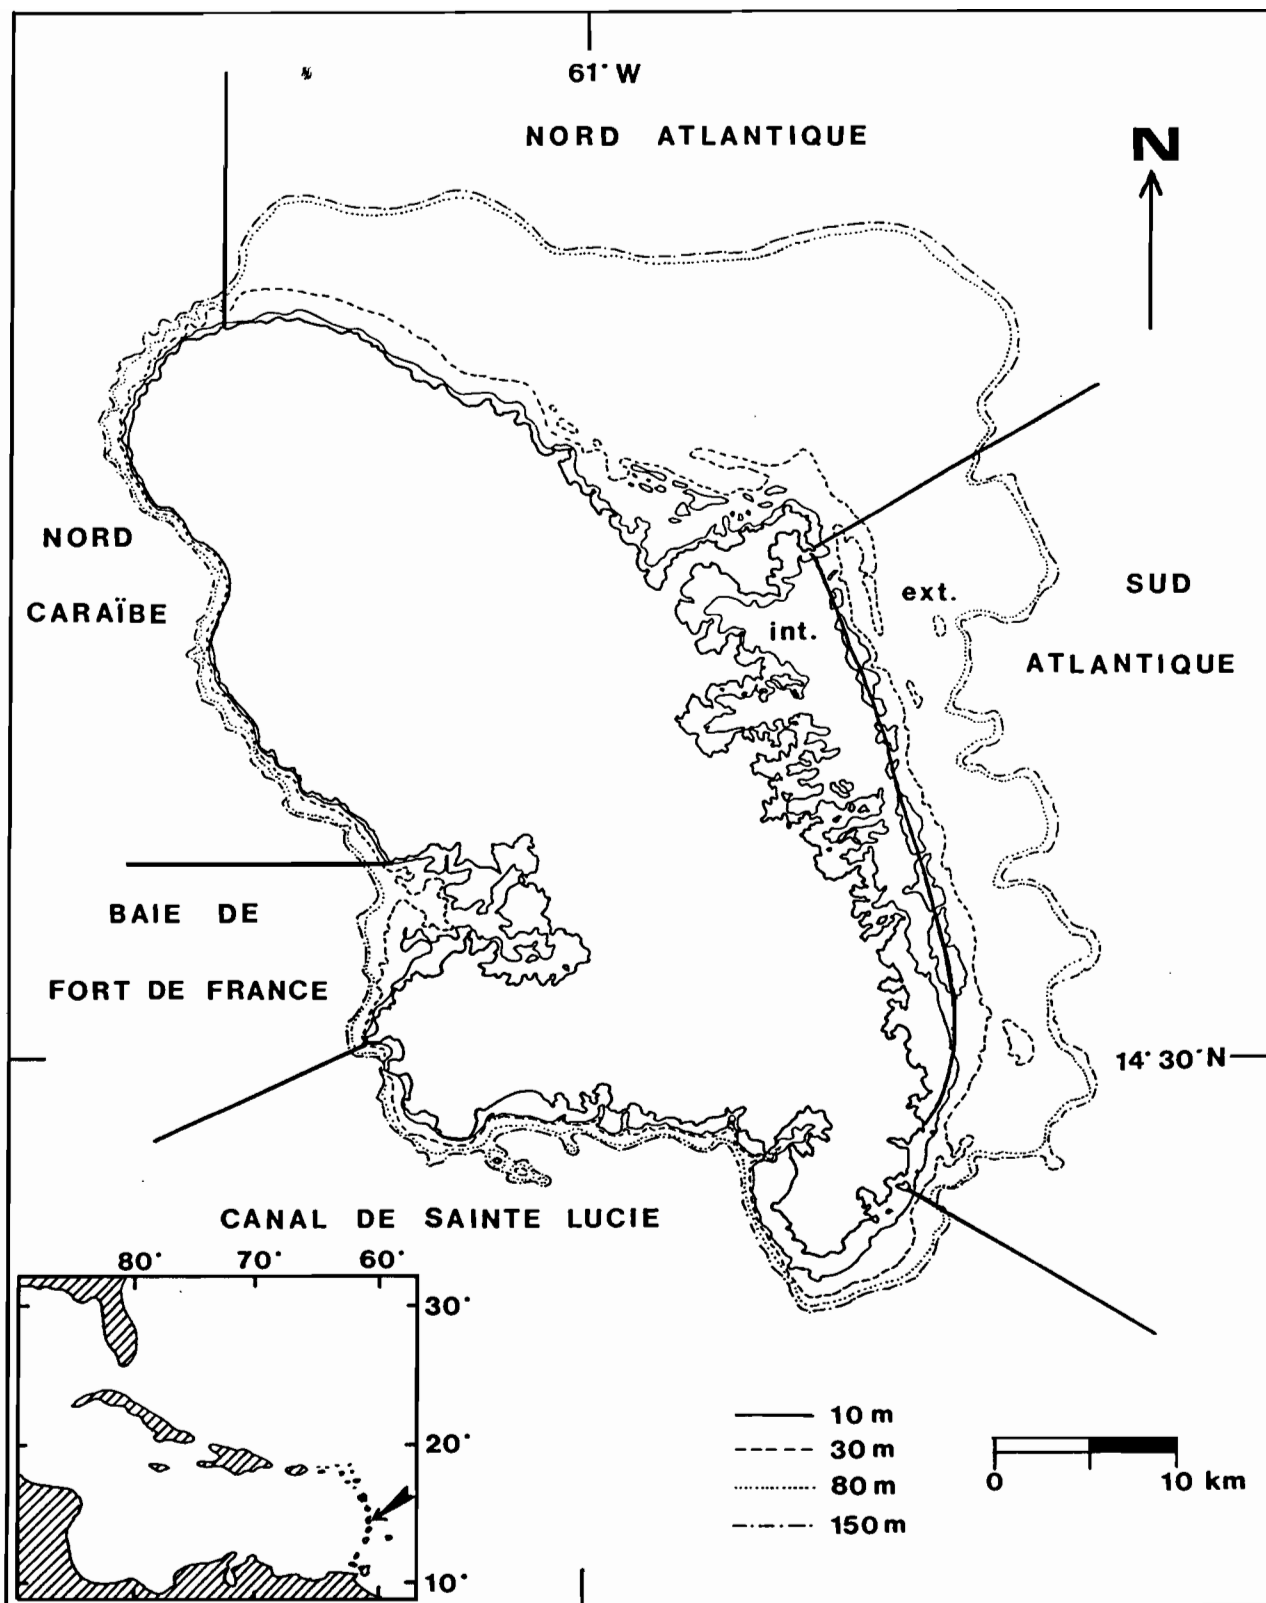 61° W
NORD ATLANTIQUE
N
NORD
CARAÏBE
ext.
SUD
int.
ATLANTIQUE
BAIE DE
FORT DE FRANCE
14° 30' N
CANAL DE SAINTE LUCIE
80° 70° 60°
30°
20°
10°
10 m
30 m
80 m
150 m
0 10 km